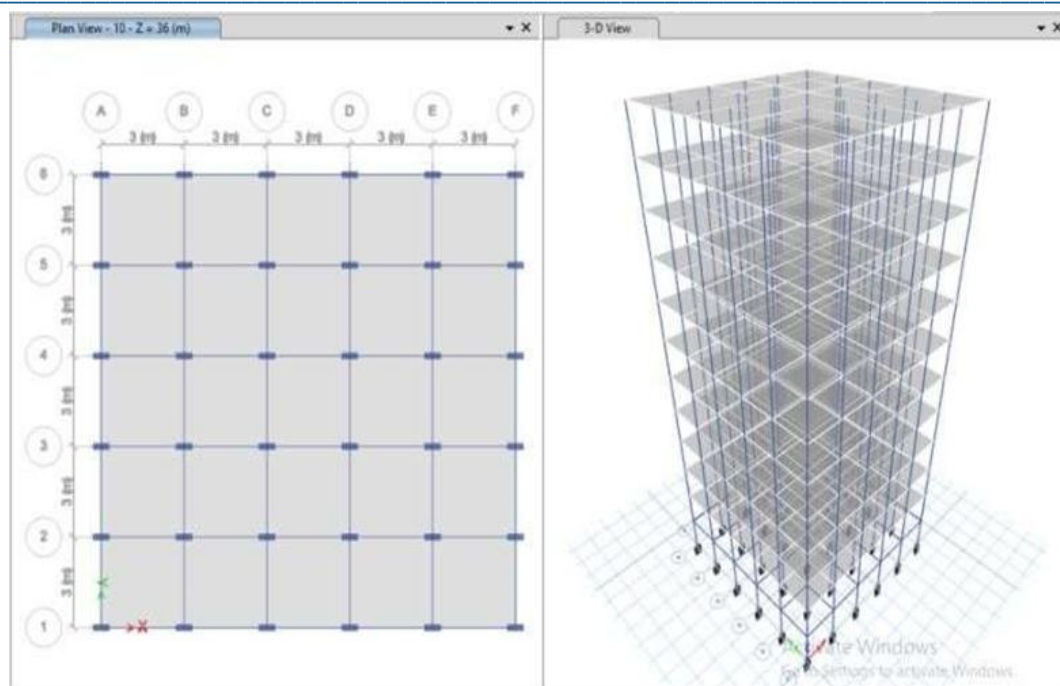 Plan View - 10 - Z = 36 (m)
3-D View
A B C D E F
3 (m) 3 (m) 3 (m) 3 (m) 3 (m)
6
3 (m)
5
3 (m)
4
3 (m)
3
3 (m)
2
3 (m)
1
X
Y
Activate Windows
Go to Settings to activate Windows.